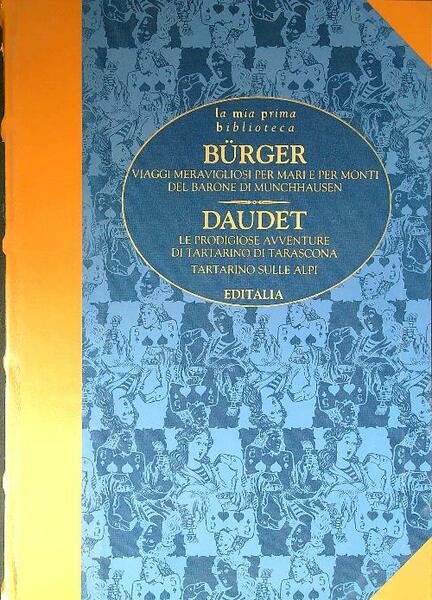 la mia prima
biblioteca
BÜRGER
VIAGGI MERAVIGLIOSI PER MARI E PER MONTI
DEL BARONE DI MUNCHHAUSEN
DAUDET
LE PRODIGIOSE AVVENTURE
DI TARTARINO DI TARASCONA
TARTARINO SULLE ALPI
EDITALIA